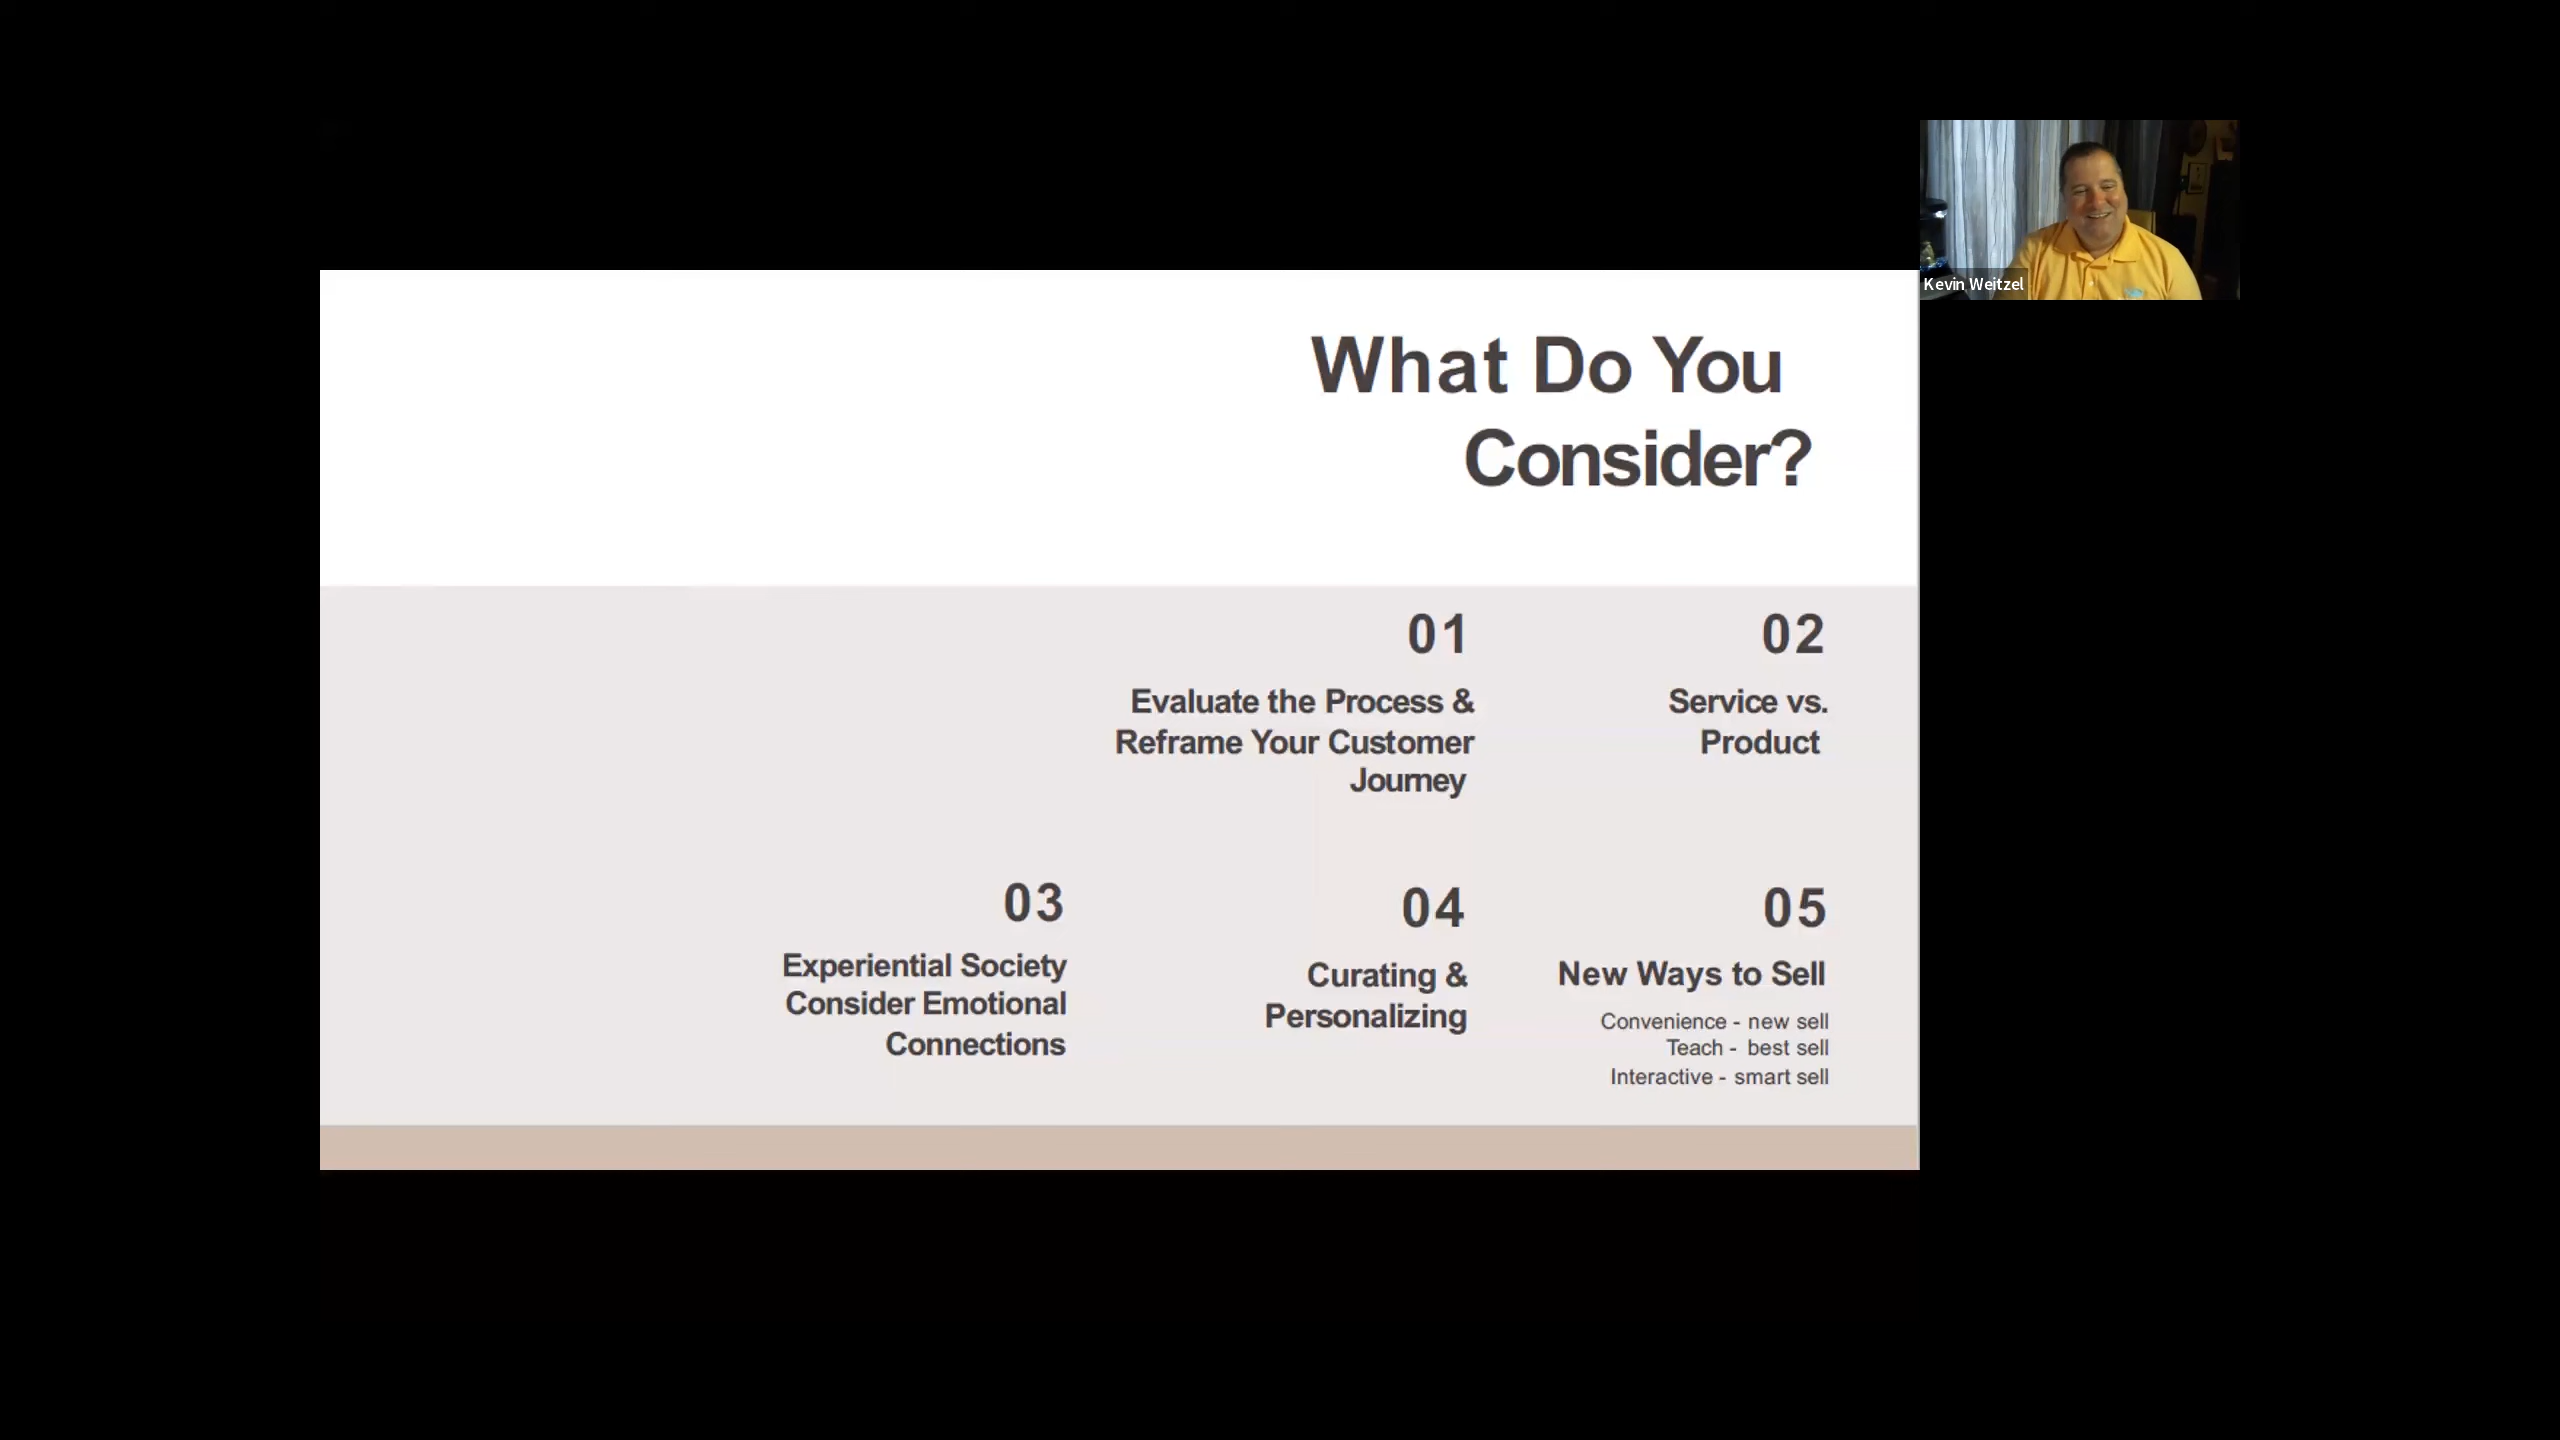 Kevin Weitzel
What Do You
Consider?
01
Evaluate the Process &
Reframe Your Customer
Journey
02
Service vs.
Product
03
Experiential Society
Consider Emotional
Connections
04
Curating &
Personalizing
05
New Ways to Sell
Convenience - new sell
Teach - best sell
Interactive - smart sell